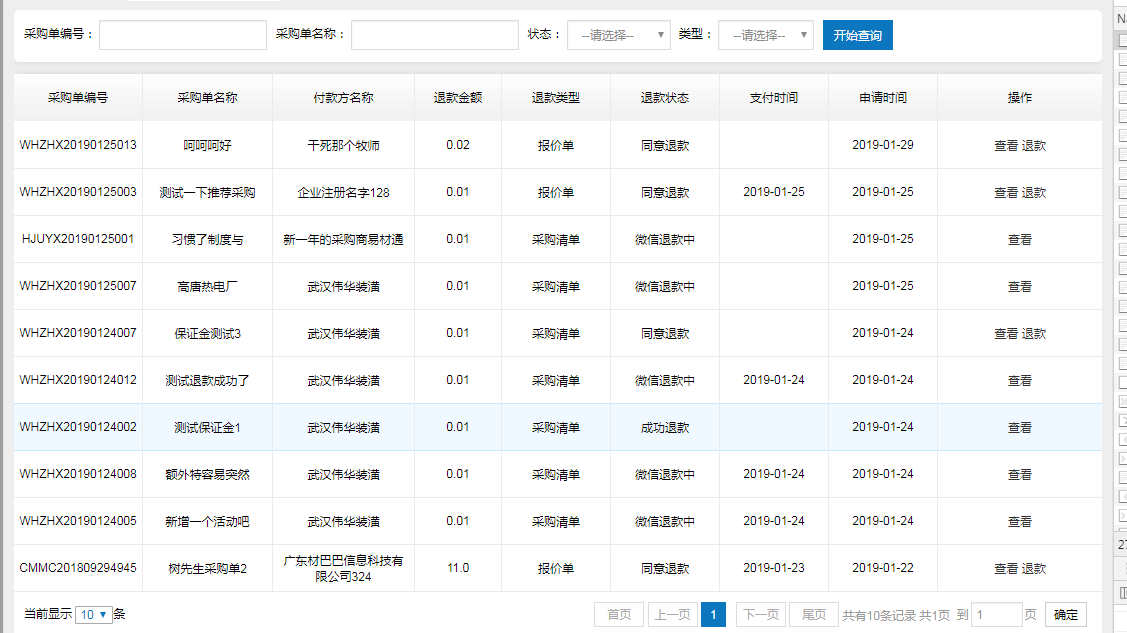 采购单编号： 采购单名称： 状态： --请选择-- 类型： --请选择-- 开始查询
采购单编号 采购单名称 付款方名称 退款金额 退款类型 退款状态 支付时间 申请时间 操作
WHZHX20190125013 呵呵呵好 干死那个牧师 0.02 报价单 同意退款 2019-01-29 查看 退款
WHZHX20190125003 测试一下推荐采购 企业注册名字128 0.01 报价单 同意退款 2019-01-25 2019-01-25 查看 退款
HJUYX20190125001 习惯了制度与 新一年的采购商易材通 0.01 采购清单 微信退款中 2019-01-25 查看
WHZHX20190125007 高唐热电厂 武汉伟华装潢 0.01 采购清单 微信退款中 2019-01-25 查看
WHZHX20190124007 保证金测试3 武汉伟华装潢 0.01 采购清单 同意退款 2019-01-24 查看 退款
WHZHX20190124012 测试退款成功了 武汉伟华装潢 0.01 采购清单 微信退款中 2019-01-24 2019-01-24 查看
WHZHX20190124002 测试保证金1 武汉伟华装潢 0.01 采购清单 成功退款 2019-01-24 查看
WHZHX20190124008 额外特容易突然 武汉伟华装潢 0.01 采购清单 微信退款中 2019-01-24 2019-01-24 查看
WHZHX20190124005 新增一个活动吧 武汉伟华装潢 0.01 采购清单 微信退款中 2019-01-24 2019-01-24 查看
CMMC201809294945 树先生采购单2 广东材巴巴信息科技有
限公司324 11.0 报价单 同意退款 2019-01-23 2019-01-22 查看 退款
当前显示 10 条 首页 上一页 1 下一页 尾页 共有10条记录 共1页 到 1 页 确定